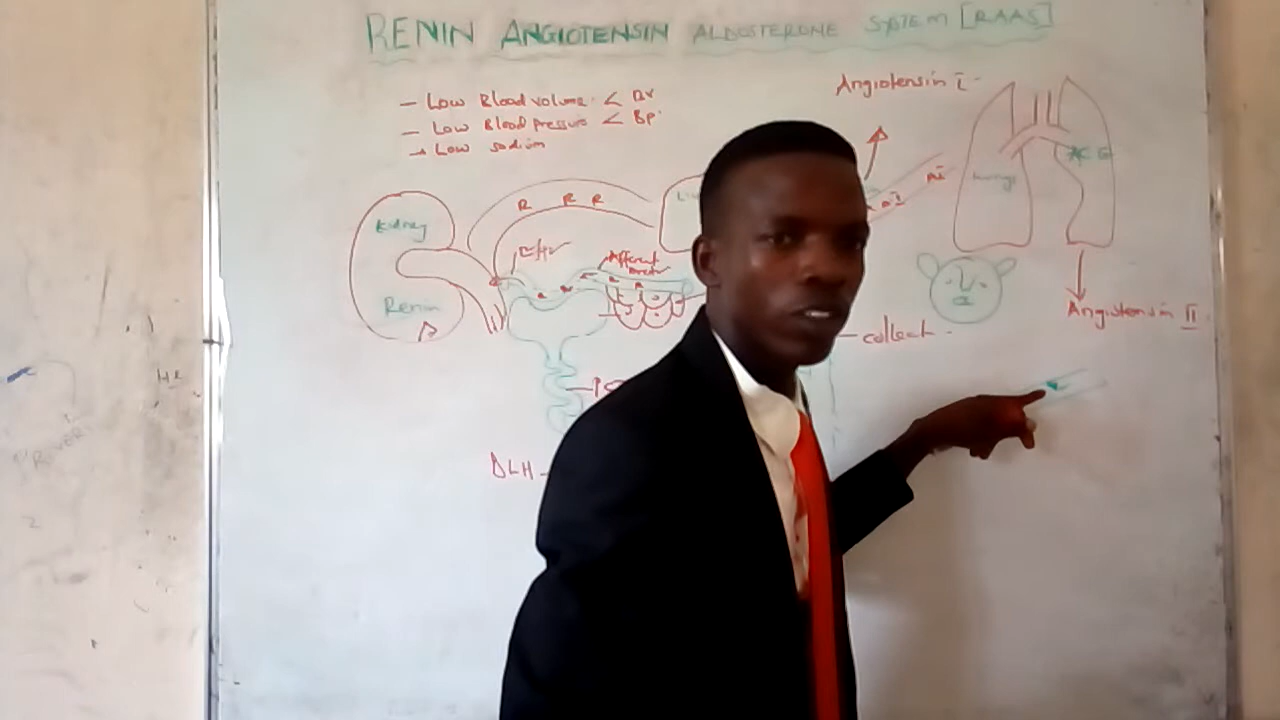 RENIN ANGIOTENSIN ALDOSTERONE SYSTEM [RAAS]
- Low Blood volume < BV
- Low Blood pressure < BP
→ Low sodium
Angiotensin I
Kidney
Renin
R R R
Afferent
Lungs
ACE
AI
Angiotensin II
collect
DLH